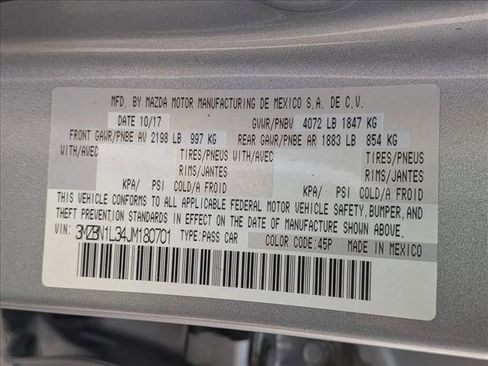 MFD. BY MAZDA MOTOR MANUFACTURING DE MEXICO S.A. DE C.V.
DATE 10/17 GVWR/PNBV 4072 LB 1847 KG
FRONT GAWR/PNBE AV 2198 LB 997 KG REAR GAWR/PNBE AR 1883 LB 854 KG
WITH/AVEC TIRES/PNEUS WITH/AVEC TIRES/PNEUS
RIMS/JANTES RIMS/JANTES
KPA/ PSI COLD/A FROID KPA/ PSI COLD/A FROID
THIS VEHICLE CONFORMS TO ALL APPLICABLE FEDERAL MOTOR VEHICLE SAFETY, BUMPER, AND
THEFT PREVENTION STANDARDS IN EFFECT ON THE DATE OF MANUFACTURE SHOWN ABOVE.
VIN: 3MZBN1L34JM180701 TYPE:PASS CAR COLOR CODE:45P MADE IN MEXICO